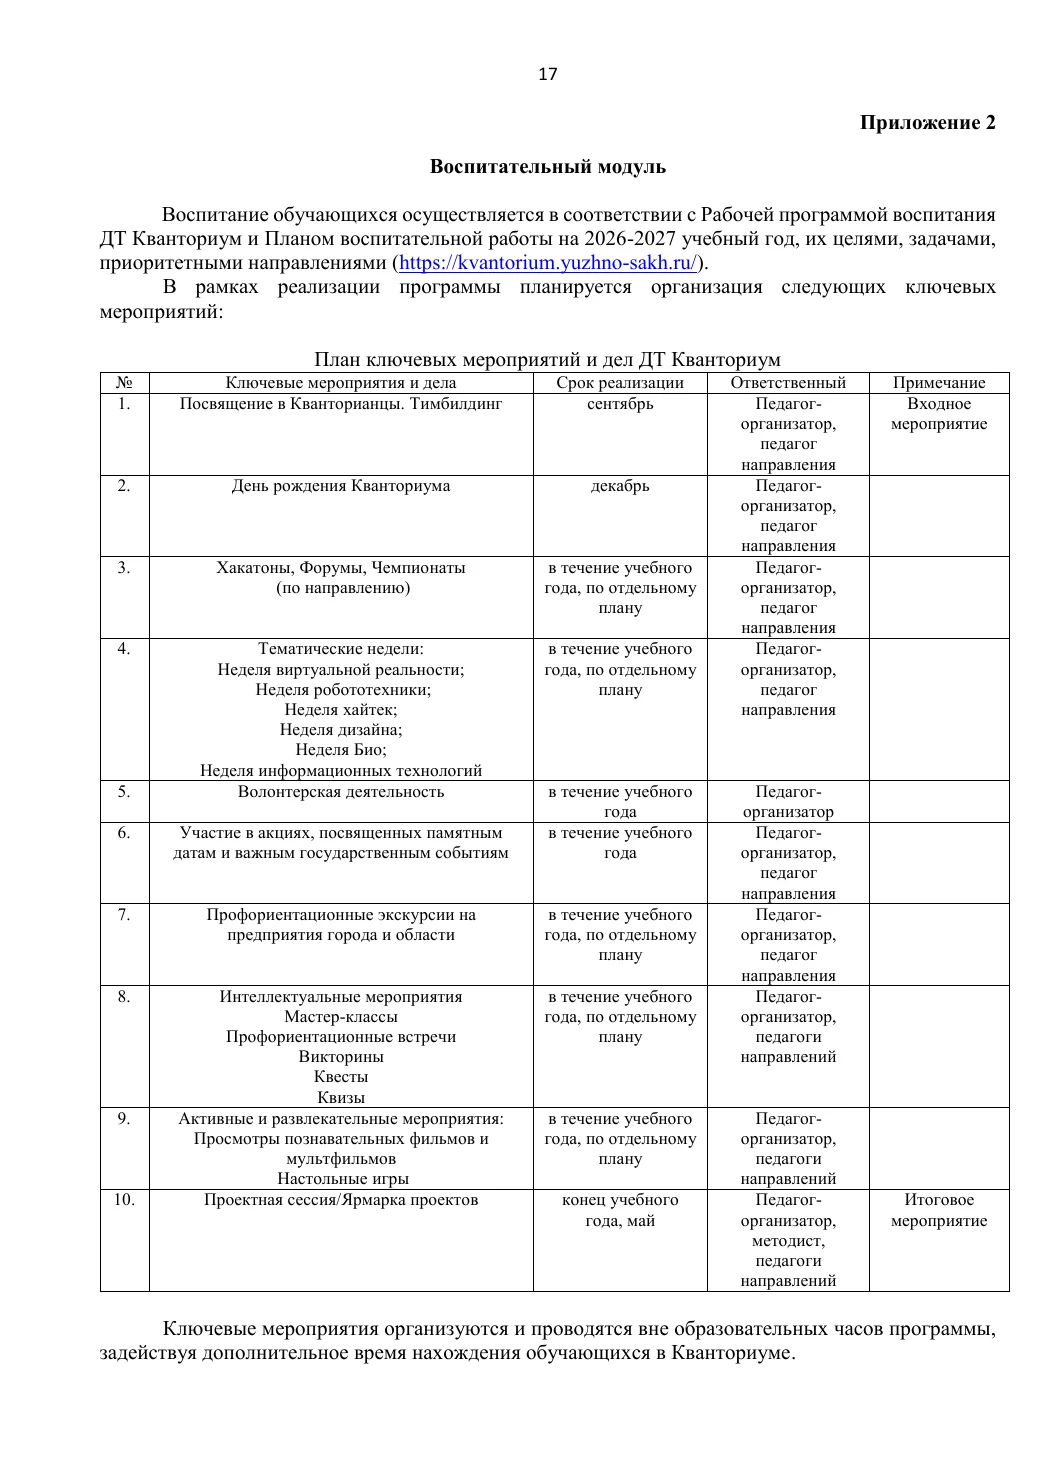 17
Приложение 2
Воспитательный модуль
Воспитание обучающихся осуществляется в соответствии с Рабочей программой воспитания
ДТ Кванториум и Планом воспитательной работы на 2026-2027 учебный год, их целями, задачами,
приоритетными направлениями (https://kvantorium.yuzhno-sakh.ru/).
В рамках реализации программы планируется организация следующих ключевых
мероприятий:
План ключевых мероприятий и дел ДТ Кванториум
№ Ключевые мероприятия и дела Срок реализации Ответственный Примечание
1. Посвящение в Кванторианцы. Тимбилдинг сентябрь Педагог- Входное
организатор, мероприятие
педагог
направления
2. День рождения Кванториума декабрь Педагог-
организатор,
педагог
направления
3. Хакатоны, Форумы, Чемпионаты в течение учебного Педагог-
(по направлению) года, по отдельному организатор,
плану педагог
направления
4. Тематические недели: в течение учебного Педагог-
Неделя виртуальной реальности; года, по отдельному организатор,
Неделя робототехники; плану педагог
Неделя хайтек; направления
Неделя дизайна;
Неделя Био;
Неделя информационных технологий
5. Волонтерская деятельность в течение учебного Педагог-
года организатор
6. Участие в акциях, посвященных памятным в течение учебного Педагог-
датам и важным государственным событиям года организатор,
педагог
направления
7. Профориентационные экскурсии на в течение учебного Педагог-
предприятия города и области года, по отдельному организатор,
плану педагог
направления
8. Интеллектуальные мероприятия в течение учебного Педагог-
Мастер-классы года, по отдельному организатор,
Профориентационные встречи плану педагоги
Викторины направлений
Квесты
Квизы
9. Активные и развлекательные мероприятия: в течение учебного Педагог-
Просмотры познавательных фильмов и года, по отдельному организатор,
мультфильмов плану педагоги
Настольные игры направлений
10. Проектная сессия/Ярмарка проектов конец учебного Педагог- Итоговое
года, май организатор, мероприятие
методист,
педагоги
направлений
Ключевые мероприятия организуются и проводятся вне образовательных часов программы,
задействуя дополнительное время нахождения обучающихся в Кванториуме.